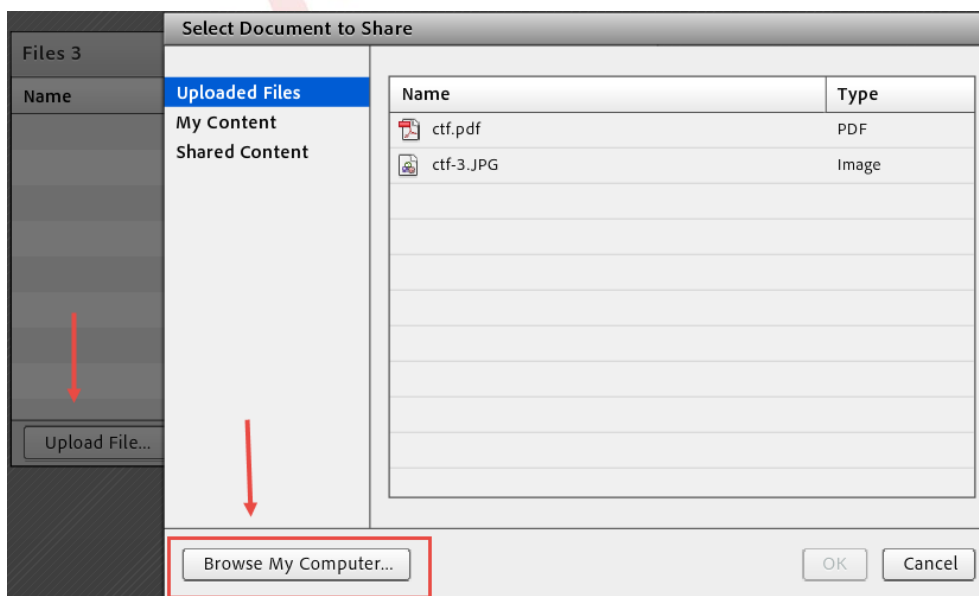 Select Document to Share
Files 3
Name
Uploaded Files
My Content
Shared Content
Name Type
ctf.pdf PDF
ctf-3.JPG Image
Upload File...
Browse My Computer...
OK Cancel